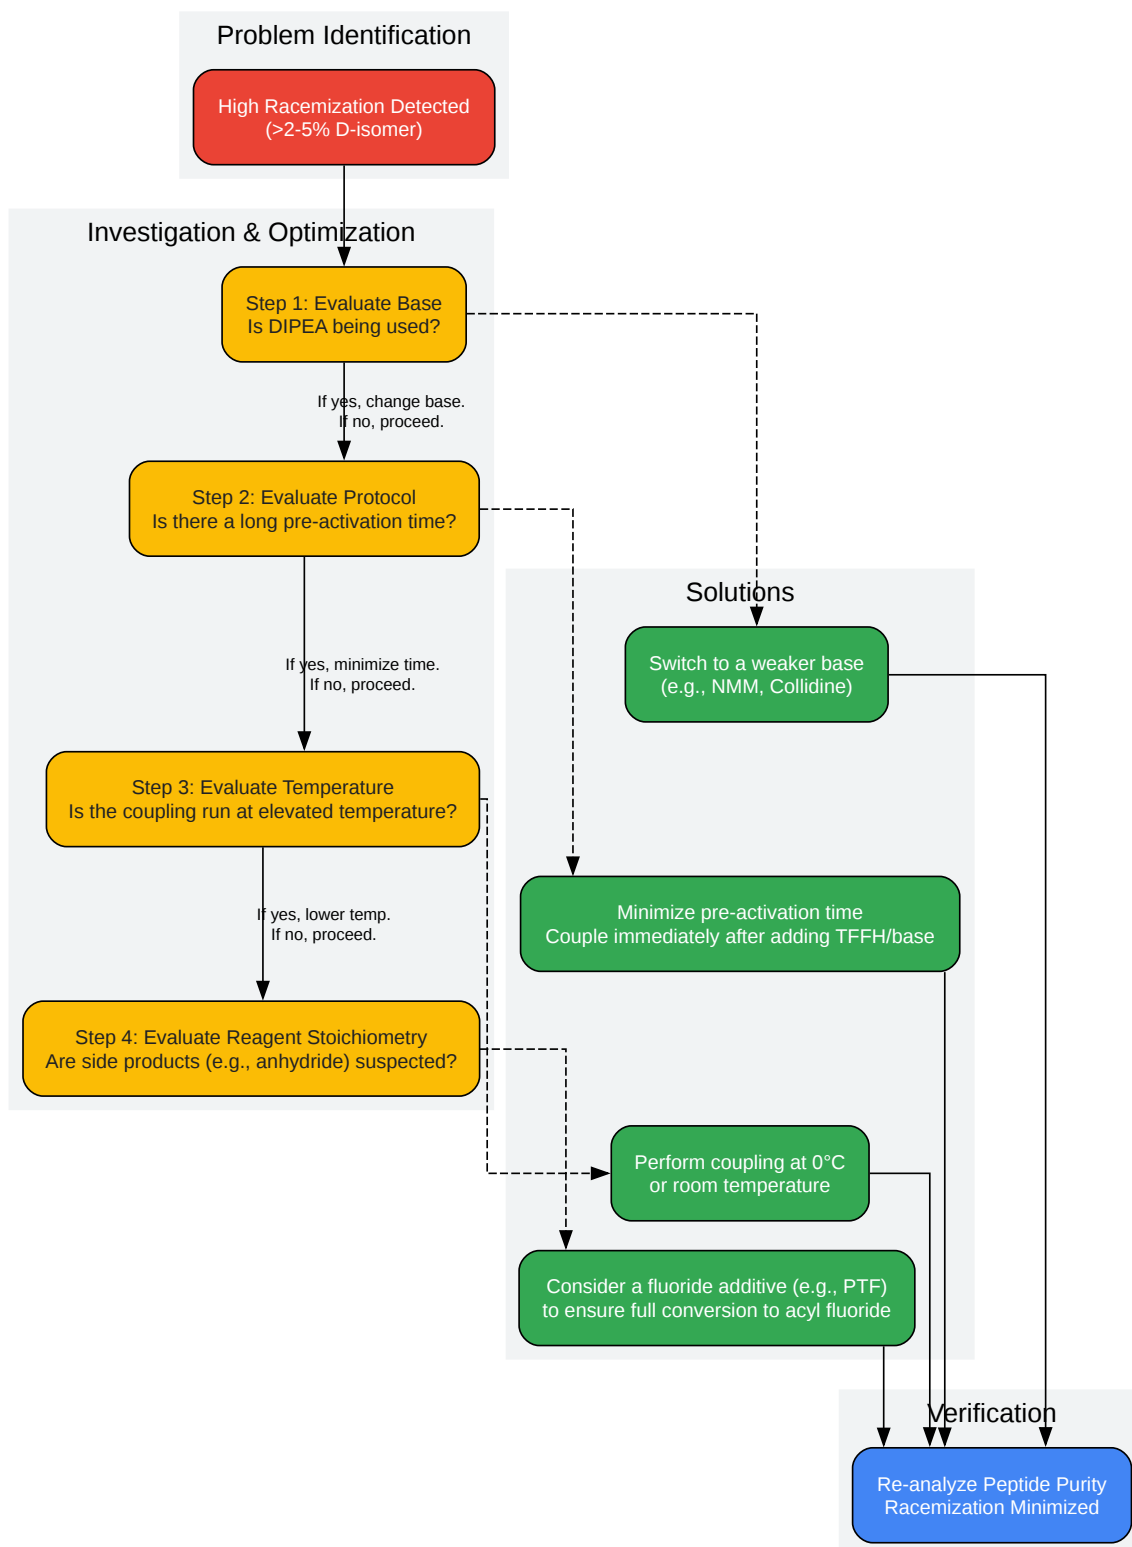 Problem Identification
High Racemization Detected
(>2-5% D-isomer)
Investigation & Optimization
Step 1: Evaluate Base
Is DIPEA being used?
If yes, change base.
If no, proceed.
Step 2: Evaluate Protocol
Is there a long pre-activation time?
If yes, minimize time.
If no, proceed.
Step 3: Evaluate Temperature
Is the coupling run at elevated temperature?
If yes, lower temp.
If no, proceed.
Step 4: Evaluate Reagent Stoichiometry
Are side products (e.g., anhydride) suspected?
Solutions
Switch to a weaker base
(e.g., NMM, Collidine)
Minimize pre-activation time
Couple immediately after adding TFFH/base
Perform coupling at 0°C
or room temperature
Consider a fluoride additive (e.g., PTF)
to ensure full conversion to acyl fluoride
Verification
Re-analyze Peptide Purity
Racemization Minimized